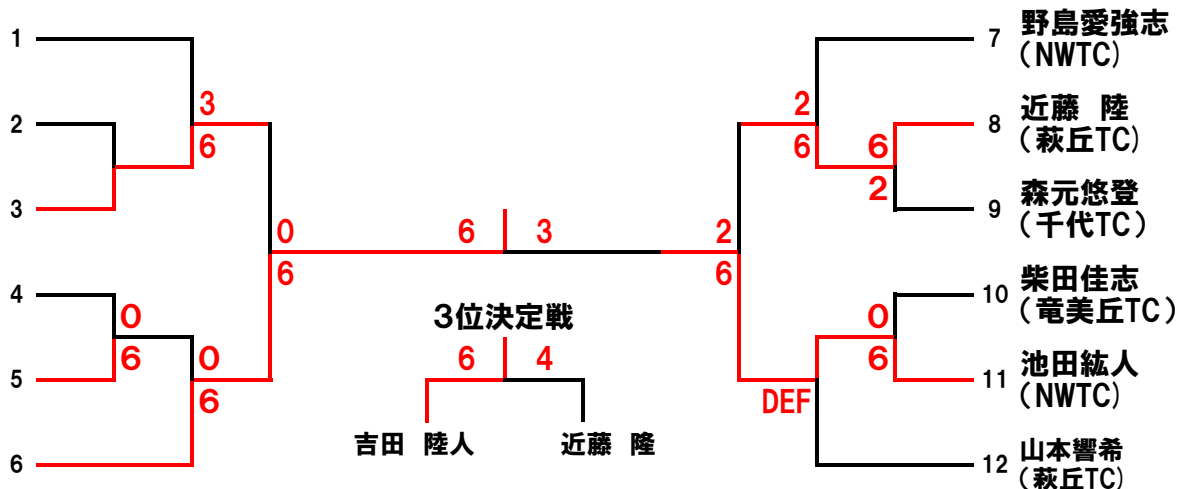 1
2
3
4
5
6
3
6
0
6
0
6
0
6
6 3
3位決定戦
6 4
吉田 陸人
近藤 隆
2
6
2
6
6
2
0
6
DEF
7 野島愛強志
(NWTC)
8 近藤 陸
(萩丘TC)
9 森元悠登
(千代TC)
10 柴田佳志
(竜美丘TC)
11 池田紘人
(NWTC)
12 山本響希
(萩丘TC)